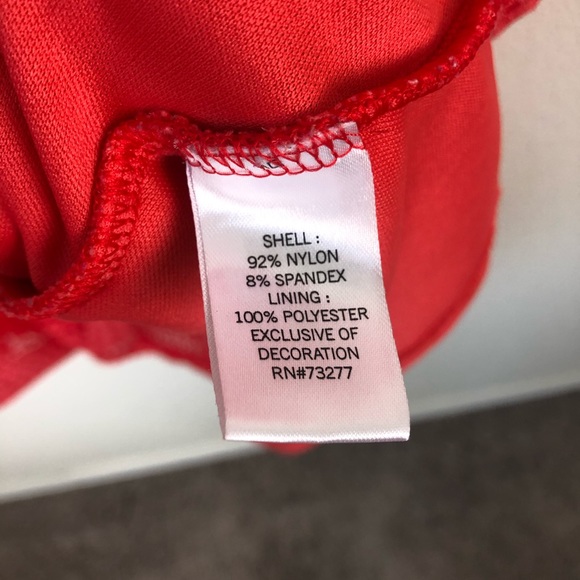 SHELL :
92% NYLON
8% SPANDEX
LINING :
100% POLYESTER
EXCLUSIVE OF
DECORATION
RN#73277